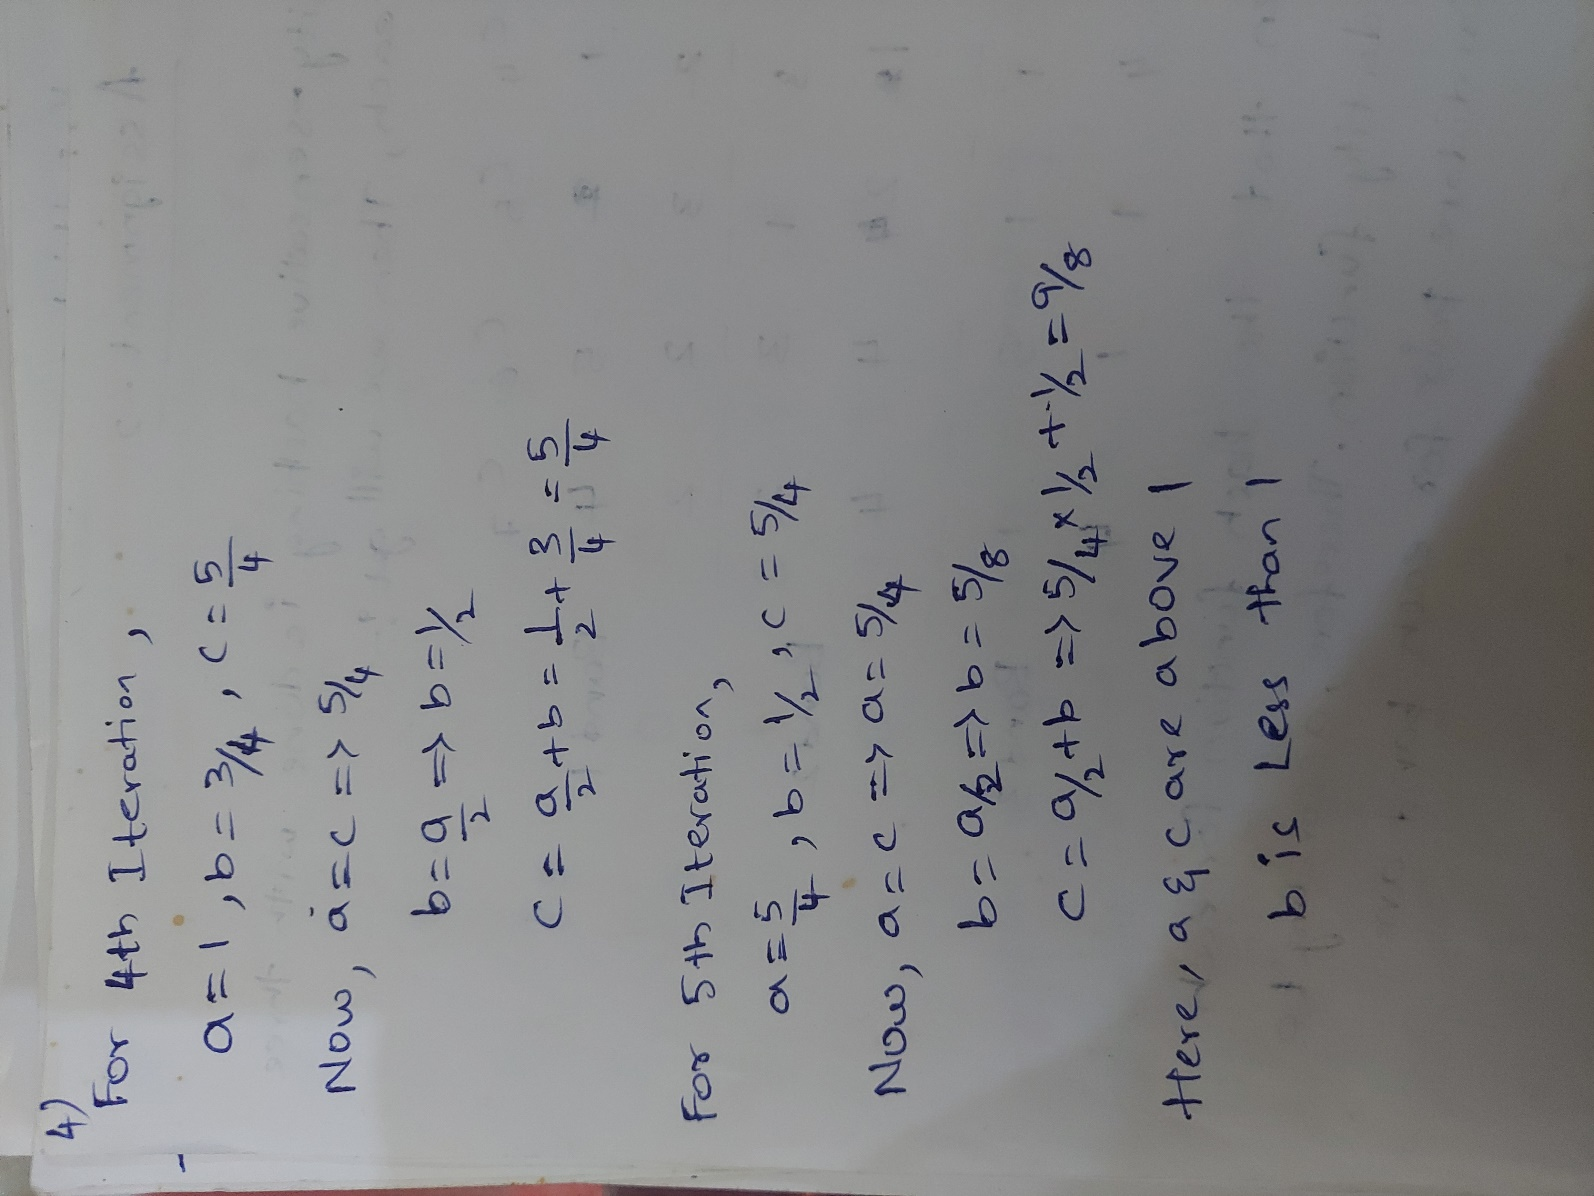 4)
For 4th Iteration,
a = 1, b = 3/4, c = 5/4
Now, a = c => 5/4
b = a/2 => b = 1/2
c = a/2 + b = 1/2 + 3/4 = 5/4
For 5th Iteration,
a = 5/4, b = 1/2, c = 5/4
Now, a = c => a = 5/4
b = a/2 => b = 5/8
c = a/2 + b => 5/4 x 1/2 + 1/2 = 9/8
Here, a & c are above 1
b is Less than 1